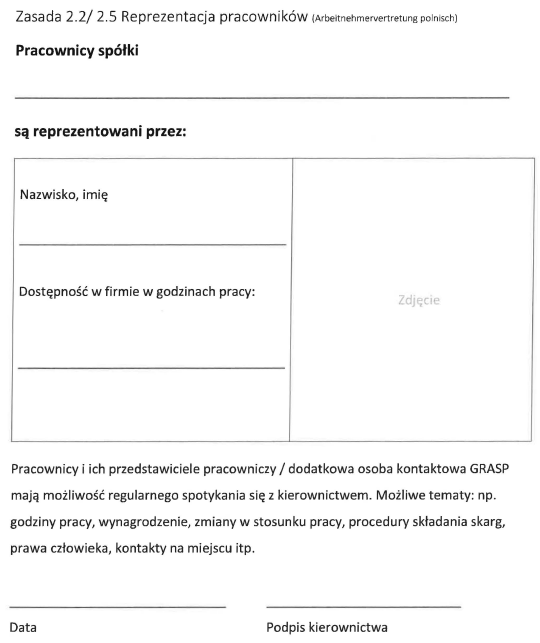 Zasada 2.2/ 2.5 Reprezentacja pracowników (Arbeitnehmervertretung polnisch)
Pracownicy spółki
są reprezentowani przez:
Nazwisko, imię
Dostępność w firmie w godzinach pracy:
Zdjęcie
Pracownicy i ich przedstawiciele pracowniczy / dodatkowa osoba kontaktowa GRASP
mają możliwość regularnego spotykania się z kierownictwem. Możliwe tematy: np.
godziny pracy, wynagrodzenie, zmiany w stosunku pracy, procedury składania skarg,
prawa człowieka, kontakty na miejscu itp.
Data
Podpis kierownictwa